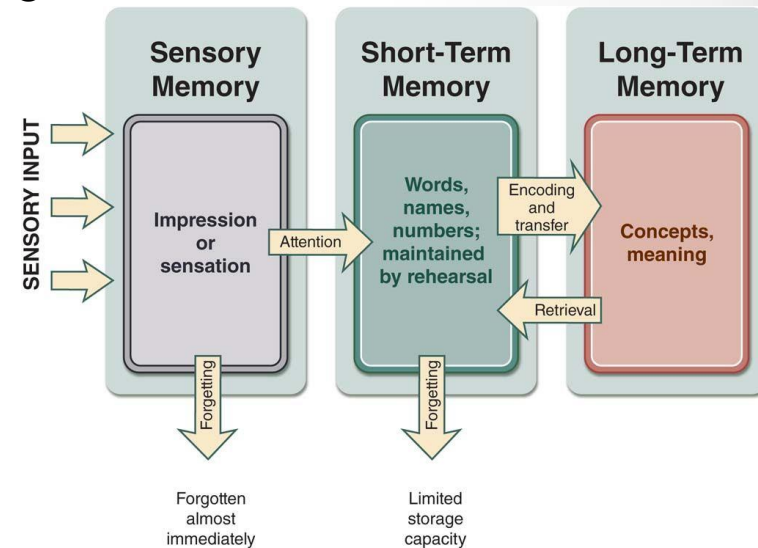 Sensory
Memory
Short-Term
Memory
Long-Term
Memory
SENSORY INPUT
Impression
or
sensation
Attention
Words,
names,
numbers;
maintained
by rehearsal
Encoding
and
transfer
Retrieval
Concepts,
meaning
Forgetting
Forgetting
Forgotten
almost
immediately
Limited
storage
capacity